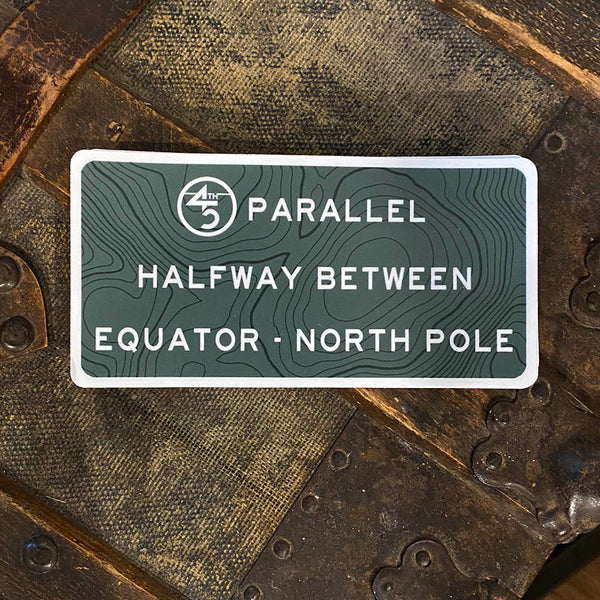 45TH PARALLEL
HALFWAY BETWEEN
EQUATOR - NORTH POLE